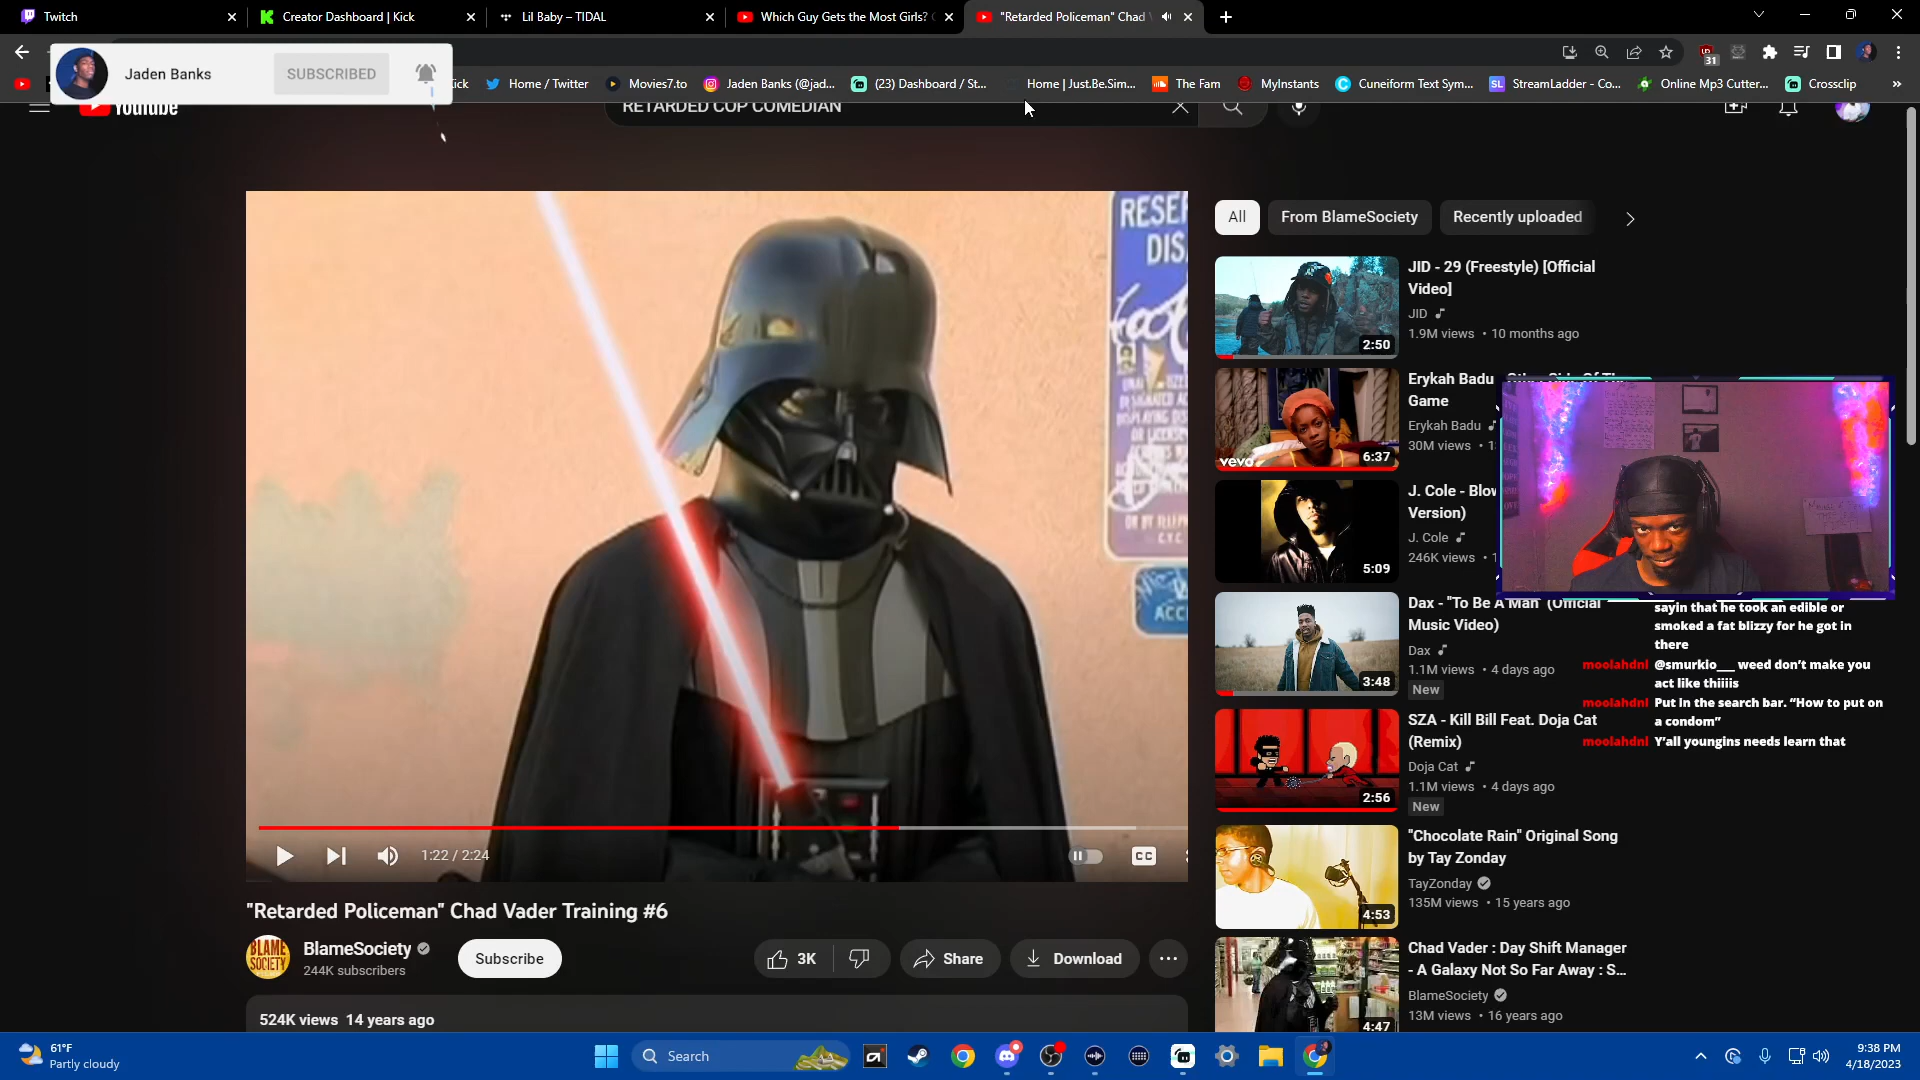 Twitch
Creator Dashboard | Kick
Lil Baby – TIDAL
Which Guy Gets the Most Girls?
"Retarded Policeman" Chad
Jaden Banks
SUBSCRIBED
31
Kick
Home / Twitter
Movies7.to
Jaden Banks (@jad...
(23) Dashboard / St...
Home | Just.Be.Sim...
The Fam
MyInstants
Cuneiform Text Sym...
StreamLadder - Co...
Online Mp3 Cutter...
Crossclip
YouTube
RETARDED COP COMEDIAN
1:22 / 2:24
CC
"Retarded Policeman" Chad Vader Training #6
BLAME
SOCIETY
BlameSociety
244K subscribers
Subscribe
3K
Share
Download
524K views 14 years ago
All
From BlameSociety
Recently uploaded
JID - 29 (Freestyle) [Official
Video]
JID
1.9M views • 10 months ago
2:50
Erykah Badu
Game
Erykah Badu
30M views
vevo
6:37
J. Cole - Blow
Version)
J. Cole
246K views
5:09
Dax - "To Be A Man" (Official
Music Video)
Dax
1.1M views • 4 days ago
New
3:48
SZA - Kill Bill Feat. Doja Cat
(Remix)
Doja Cat
1.1M views • 4 days ago
New
2:56
"Chocolate Rain" Original Song
by Tay Zonday
TayZonday
135M views • 15 years ago
4:53
Chad Vader : Day Shift Manager
- A Galaxy Not So Far Away : S...
BlameSociety
13M views • 16 years ago
4:47
sayin that he took an edible or
smoked a fat blizzy for he got in
there
moolahdnl @smurkio__ weed don't make you
act like thiiiis
moolahdnl Put in the search bar. "How to put on
a condom"
moolahdnl Y'all youngins needs learn that
61°F
Partly cloudy
Search
9:38 PM
4/18/2023